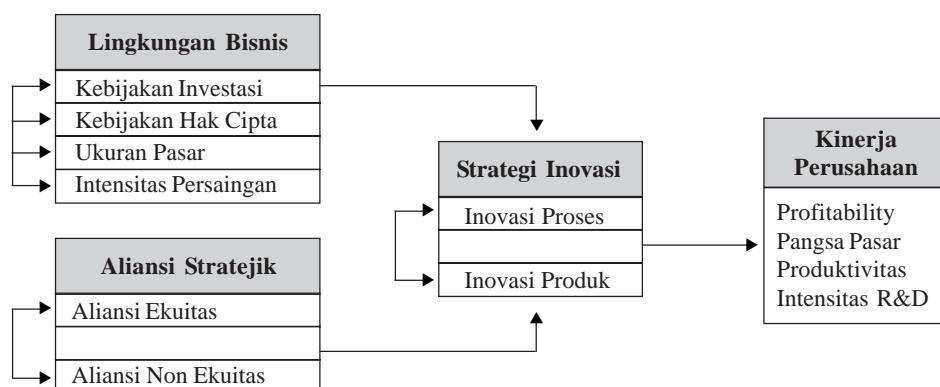 Lingkungan Bisnis
Kebijakan Investasi
Kebijakan Hak Cipta
Ukuran Pasar
Intensitas Persaingan
Aliansi Stratejik
Aliansi Ekuitas
Aliansi Non Ekuitas
Strategi Inovasi
Inovasi Proses
Inovasi Produk
Kinerja
Perusahaan
Profitability
Pangsa Pasar
Produktivitas
Intensitas R&D